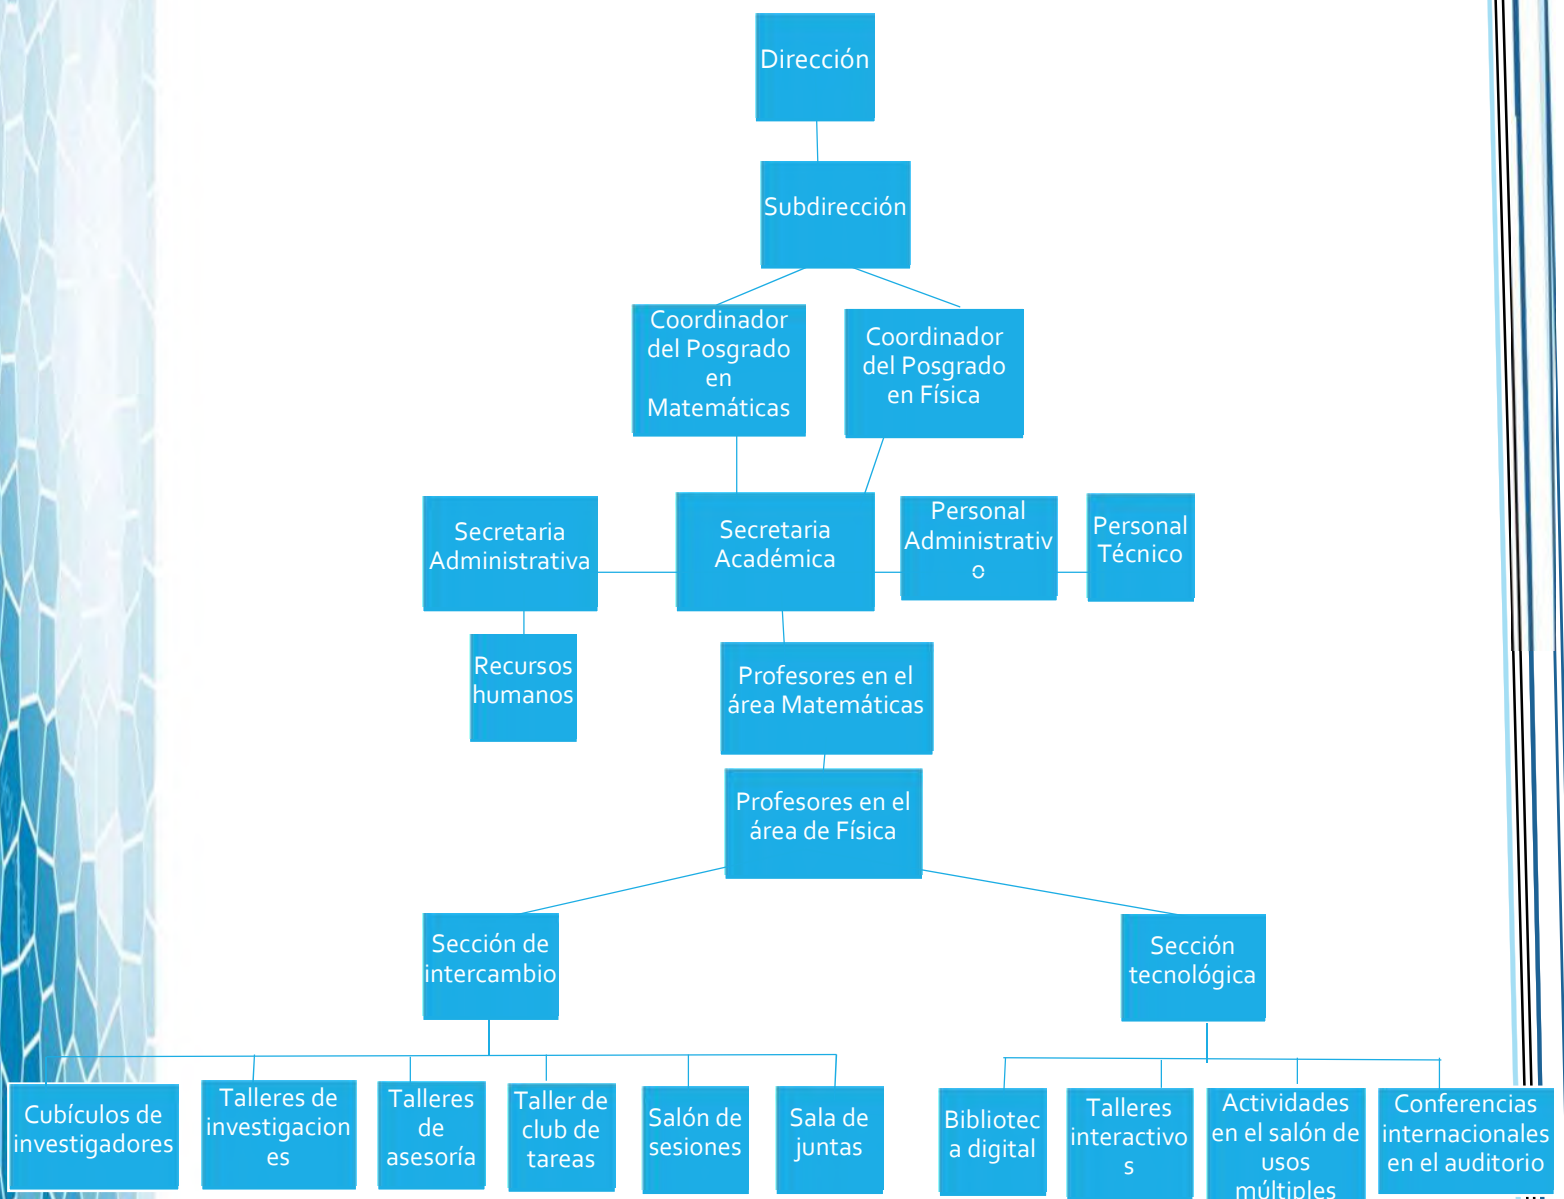 Dirección
Subdirección
Coordinador
del Posgrado
en
Matemáticas
Coordinador
del Posgrado
en Física
Secretaria
Administrativa
Secretaria
Académica
Personal
Administrativ
o
Personal
Técnico
Recursos
humanos
Profesores en el
área Matemáticas
Profesores en el
área de Física
Sección de
intercambio
Sección
tecnológica
Cubículos de
investigadores
Talleres de
investigacion
es
Talleres
de
asesoría
Taller de
club de
tareas
Salón de
sesiones
Sala de
juntas
Bibliotec
a digital
Talleres
interactivo
s
Actividades
en el salón de
usos
múltiples
Conferencias
internacionales
en el auditorio